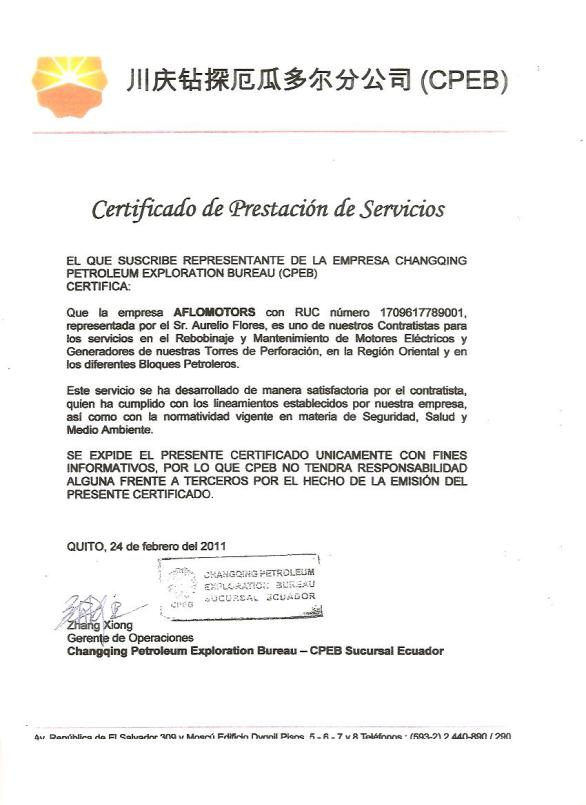 川庆钻探厄瓜多尔分公司 (CPEB)
Certificado de Prestación de Servicios
EL QUE SUSCRIBE REPRESENTANTE DE LA EMPRESA CHANGQING
PETROLEUM EXPLORATION BUREAU (CPEB)
CERTIFICA:
Que la empresa AFLOMOTORS con RUC número 1709617789001,
representada por el Sr. Aurelio Flores, es uno de nuestros Contratistas para
los servicios en el Rebobinaje y Mantenimiento de Motores Eléctricos y
Generadores de nuestras Torres de Perforación, en la Región Oriental y en
los diferentes Bloques Petroleros.
Este servicio se ha desarrollado de manera satisfactoria por el contratista,
quien ha cumplido con los lineamientos establecidos por nuestra empresa,
así como con la normatividad vigente en materia de Seguridad, Salud y
Medio Ambiente.
SE EXPIDE EL PRESENTE CERTIFICADO UNICAMENTE CON FINES
INFORMATIVOS, POR LO QUE CPEB NO TENDRA RESPONSABILIDAD
ALGUNA FRENTE A TERCEROS POR EL HECHO DE LA EMISIÓN DEL
PRESENTE CERTIFICADO.
QUITO, 24 de febrero del 2011
CHANGQING PETROLEUM
EXPLORATION BUREAU
SUCURSAL ECUADOR
CPEB
Zhang Xiong
Gerente de Operaciones
Changqing Petroleum Exploration Bureau – CPEB Sucursal Ecuador
Av. República de El Salvador 309 y Moscú Edificio Pisos. 5 - 6 - 7 y 8 Teléfonos : (593-2) 2 440-890 / 290